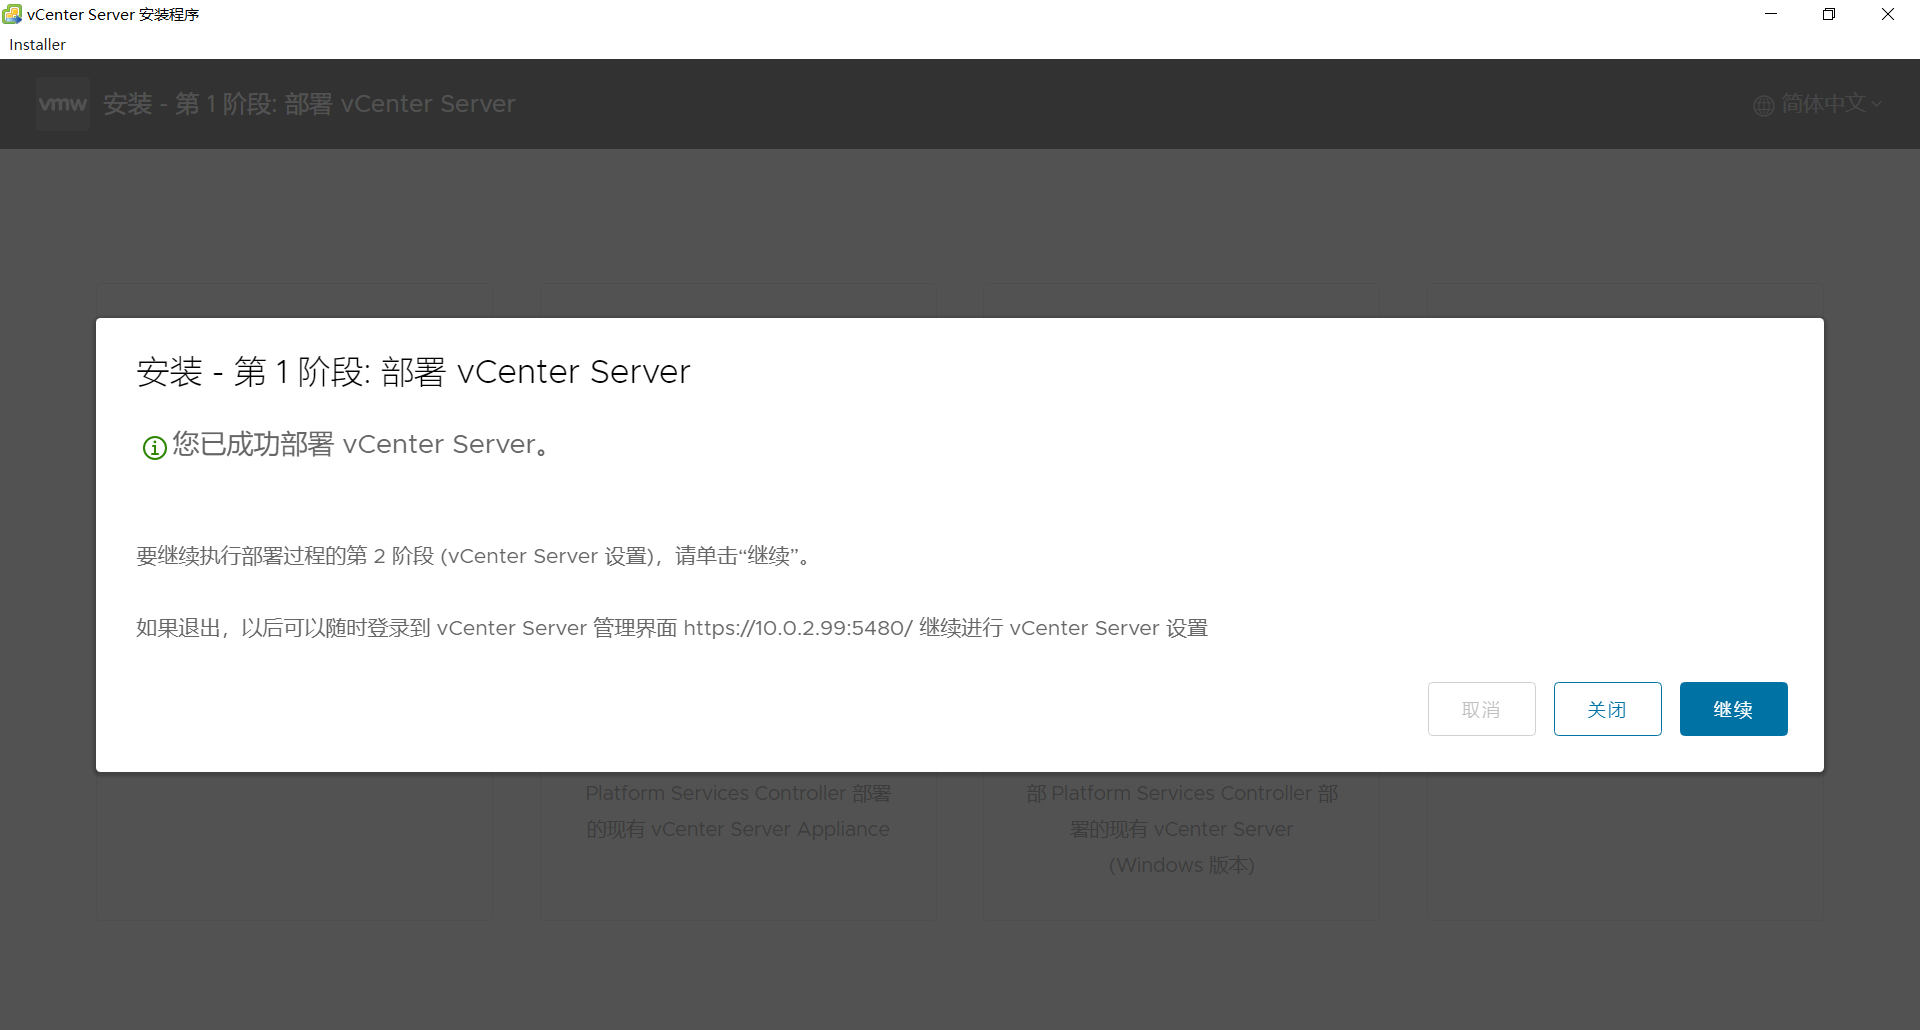 vCenter Server 安装程序
Installer
vmw 安装 - 第 1 阶段: 部署 vCenter Server
简体中文
安装 - 第 1 阶段: 部署 vCenter Server
您已成功部署 vCenter Server。
要继续执行部署过程的第 2 阶段 (vCenter Server 设置)，请单击“继续”。
如果退出，以后可以随时登录到 vCenter Server 管理界面 https://10.0.2.99:5480/ 继续进行 vCenter Server 设置
取消
关闭
继续
Platform Services Controller 部署
的现有 vCenter Server Appliance
部 Platform Services Controller 部
署的现有 vCenter Server
(Windows 版本)